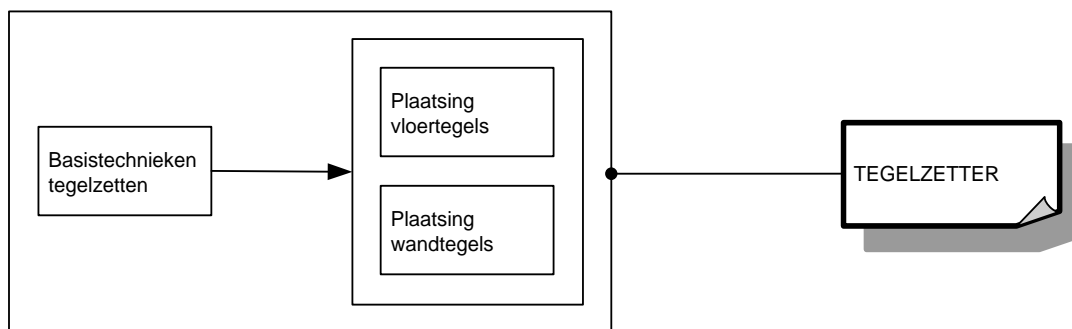 Basistechnieken
tegelzetten
Plaatsing
vloertegels
Plaatsing
wandtegels
TEGELZETTER